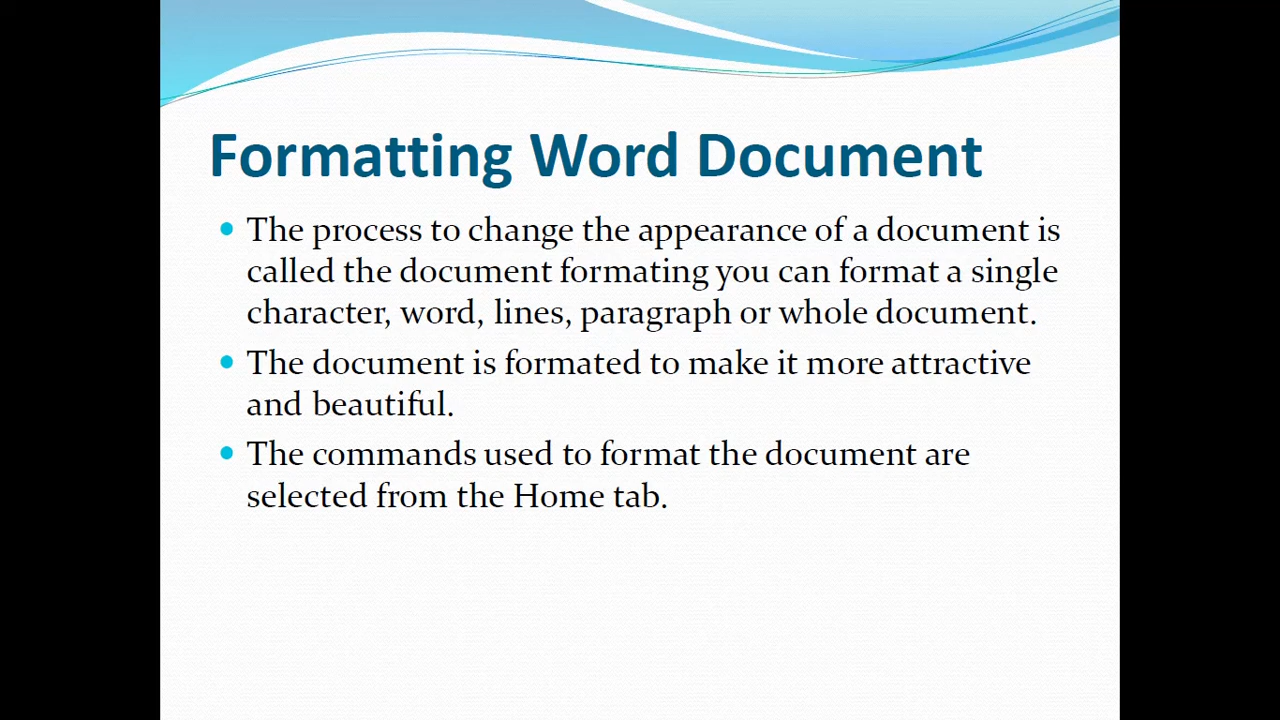 Formatting Word Document
• The process to change the appearance of a document is
called the document formating you can format a single
character, word, lines, paragraph or whole document.
• The document is formated to make it more attractive
and beautiful.
• The commands used to format the document are
selected from the Home tab.